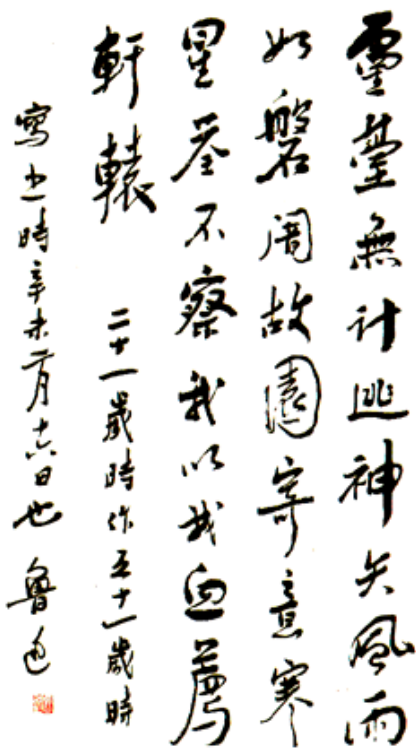 靈臺無計逃神矢風雨
如磐闇故園寄意寒
星荃不察我以我血薦
軒轅 二十一歲時作五十一歲時
寫之時辛未二月十六日也 魯迅